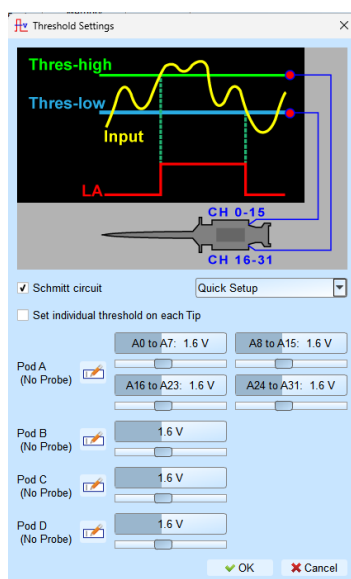 Threshold Settings
Thres-high
Thres-low
Input
LA
CH 0-15
CH 16-31
Schmitt circuit
Quick Setup
Set individual threshold on each Tip
A0 to A7: 1.6 V
A8 to A15: 1.6 V
Pod A
(No Probe)
A16 to A23: 1.6 V
A24 to A31: 1.6 V
Pod B
(No Probe)
1.6 V
Pod C
(No Probe)
1.6 V
Pod D
(No Probe)
1.6 V
OK
Cancel